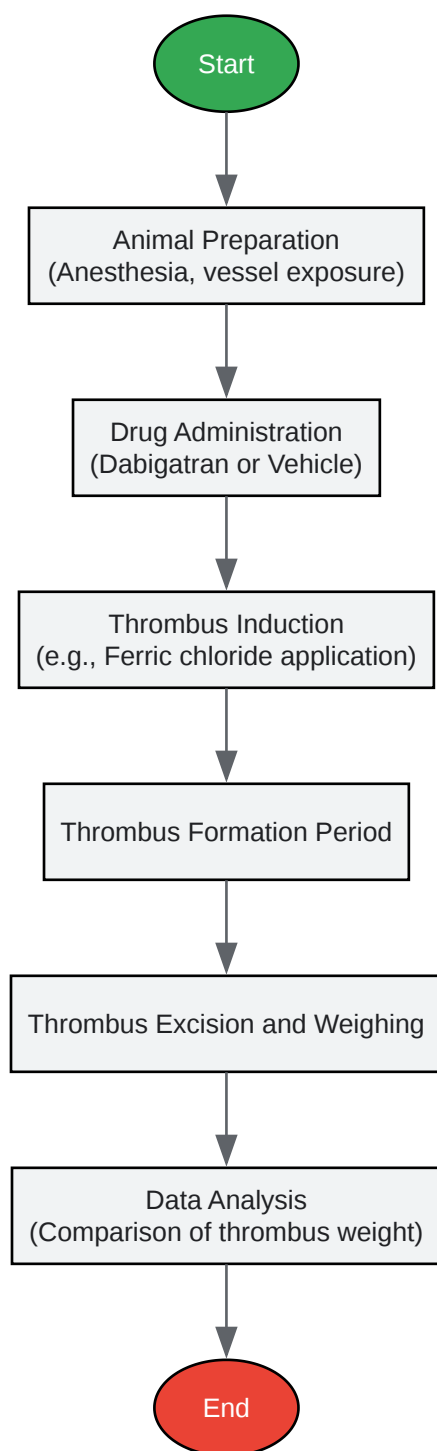 Start
Animal Preparation
(Anesthesia, vessel exposure)
Drug Administration
(Dabigatran or Vehicle)
Thrombus Induction
(e.g., Ferric chloride application)
Thrombus Formation Period
Thrombus Excision and Weighing
Data Analysis
(Comparison of thrombus weight)
End